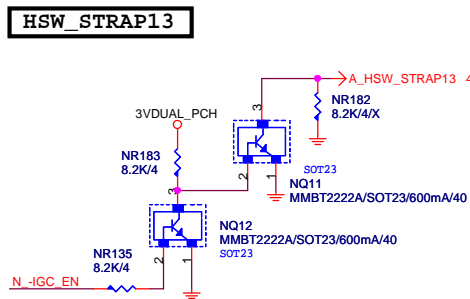 HSW_STRAP13
A_HSW_STRAP13 4
3
NR182
8.2K/4/X
3VDUAL_PCH
NR183
8.2K/4
SOT23
2
1
NQ11
MMBT2222A/SOT23/600mA/40
3
NQ12
MMBT2222A/SOT23/600mA/40
SOT23
NR135
8.2K/4
2
1
N_-IGC_EN